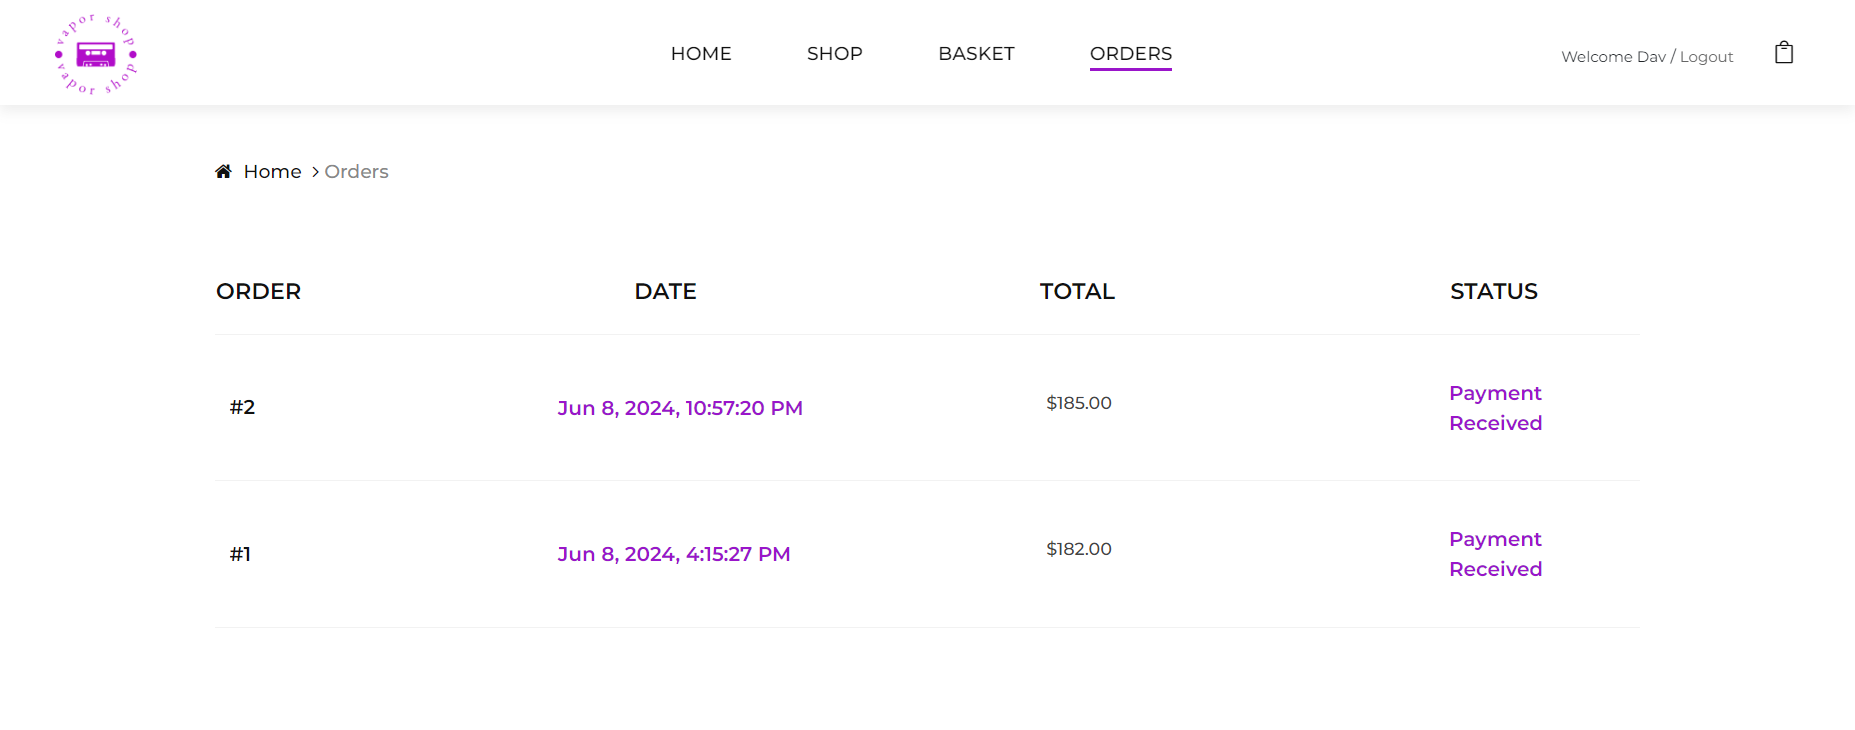 vapor shop
vapor shop
HOME SHOP BASKET ORDERS
Welcome Dav / Logout
Home > Orders
ORDER DATE TOTAL STATUS
#2 Jun 8, 2024, 10:57:20 PM $185.00 Payment
Received
#1 Jun 8, 2024, 4:15:27 PM $182.00 Payment
Received